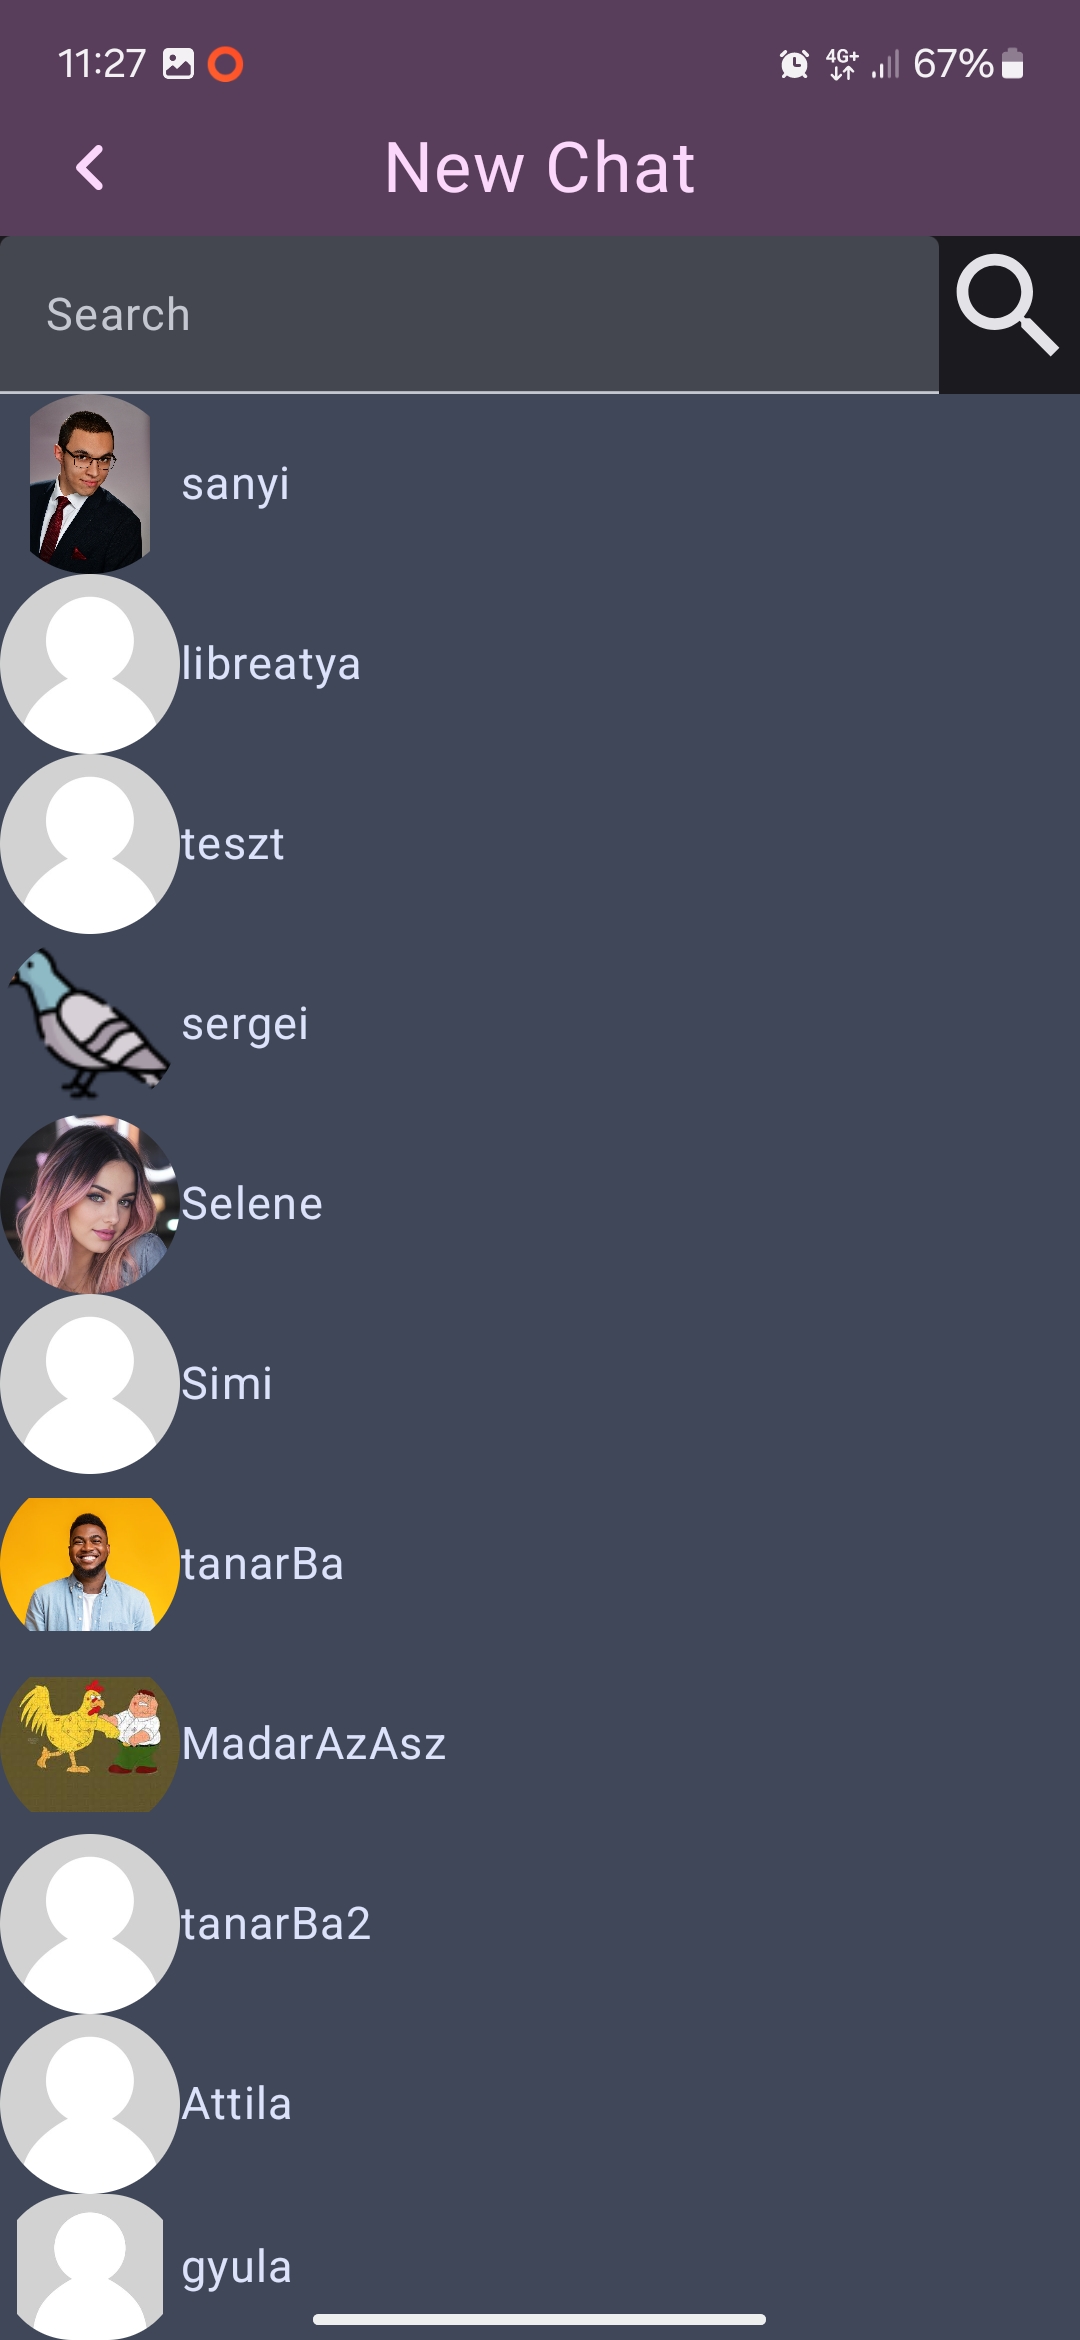 11:27 4G+ 67%
New Chat
Search
sanyi
libreatya
teszt
sergei
Selene
Simi
tanarBa
MadarAzAsz
tanarBa2
Attila
gyula